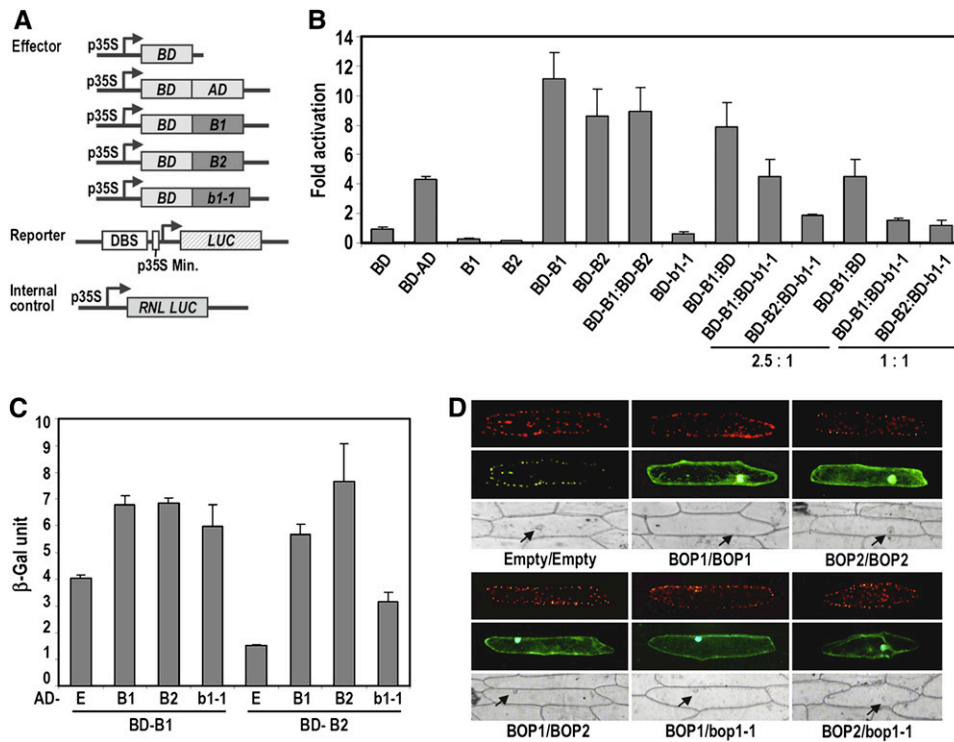 A
Effector
p35S
BD
p35S
BD AD
p35S
BD B1
p35S
BD B2
p35S
BD b1-1
Reporter
DBS
LUC
p35S Min.
Internal
control
p35S
RNL LUC
B
Fold activation
14
12
10
8
6
4
2
0
BD
BD-AD
B1
B2
BD-B1
BD-B2
BD-B1:BD-B2
BD-b1-1
BD-B1:BD
BD-B1:BD-b1-1
BD-B2:BD-b1-1
BD-B1:BD
BD-B1:BD-b1-1
BD-B2:BD-b1-1
2.5 : 1
1 : 1
C
β-Gal unit
10
9
8
7
6
5
4
3
2
1
0
AD- E B1 B2 b1-1 E B1 B2 b1-1
BD-B1 BD- B2
D
Empty/Empty BOP1/BOP1 BOP2/BOP2
BOP1/BOP2 BOP1/bop1-1 BOP2/bop1-1